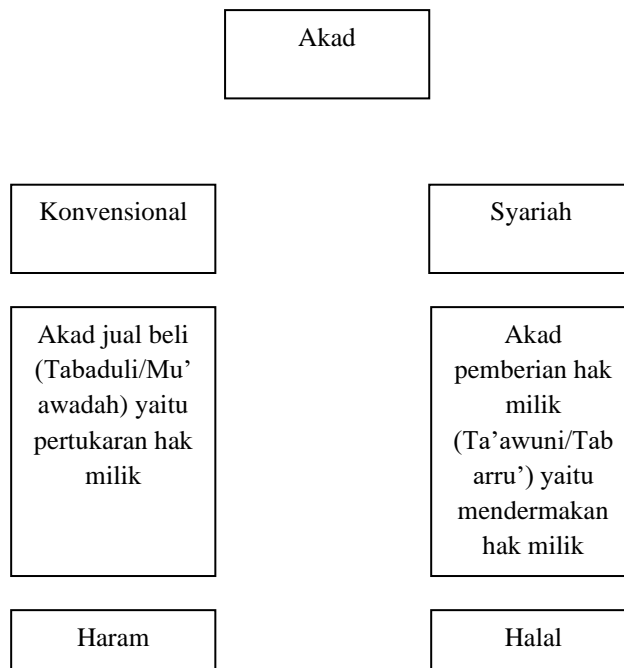 Akad
Konvensional
Syariah
Akad jual beli
(Tabaduli/Mu’
awadah) yaitu
pertukaran hak
milik
Akad
pemberian hak
milik
(Ta’awuni/Tab
arru’) yaitu
mendermakan
hak milik
Haram
Halal